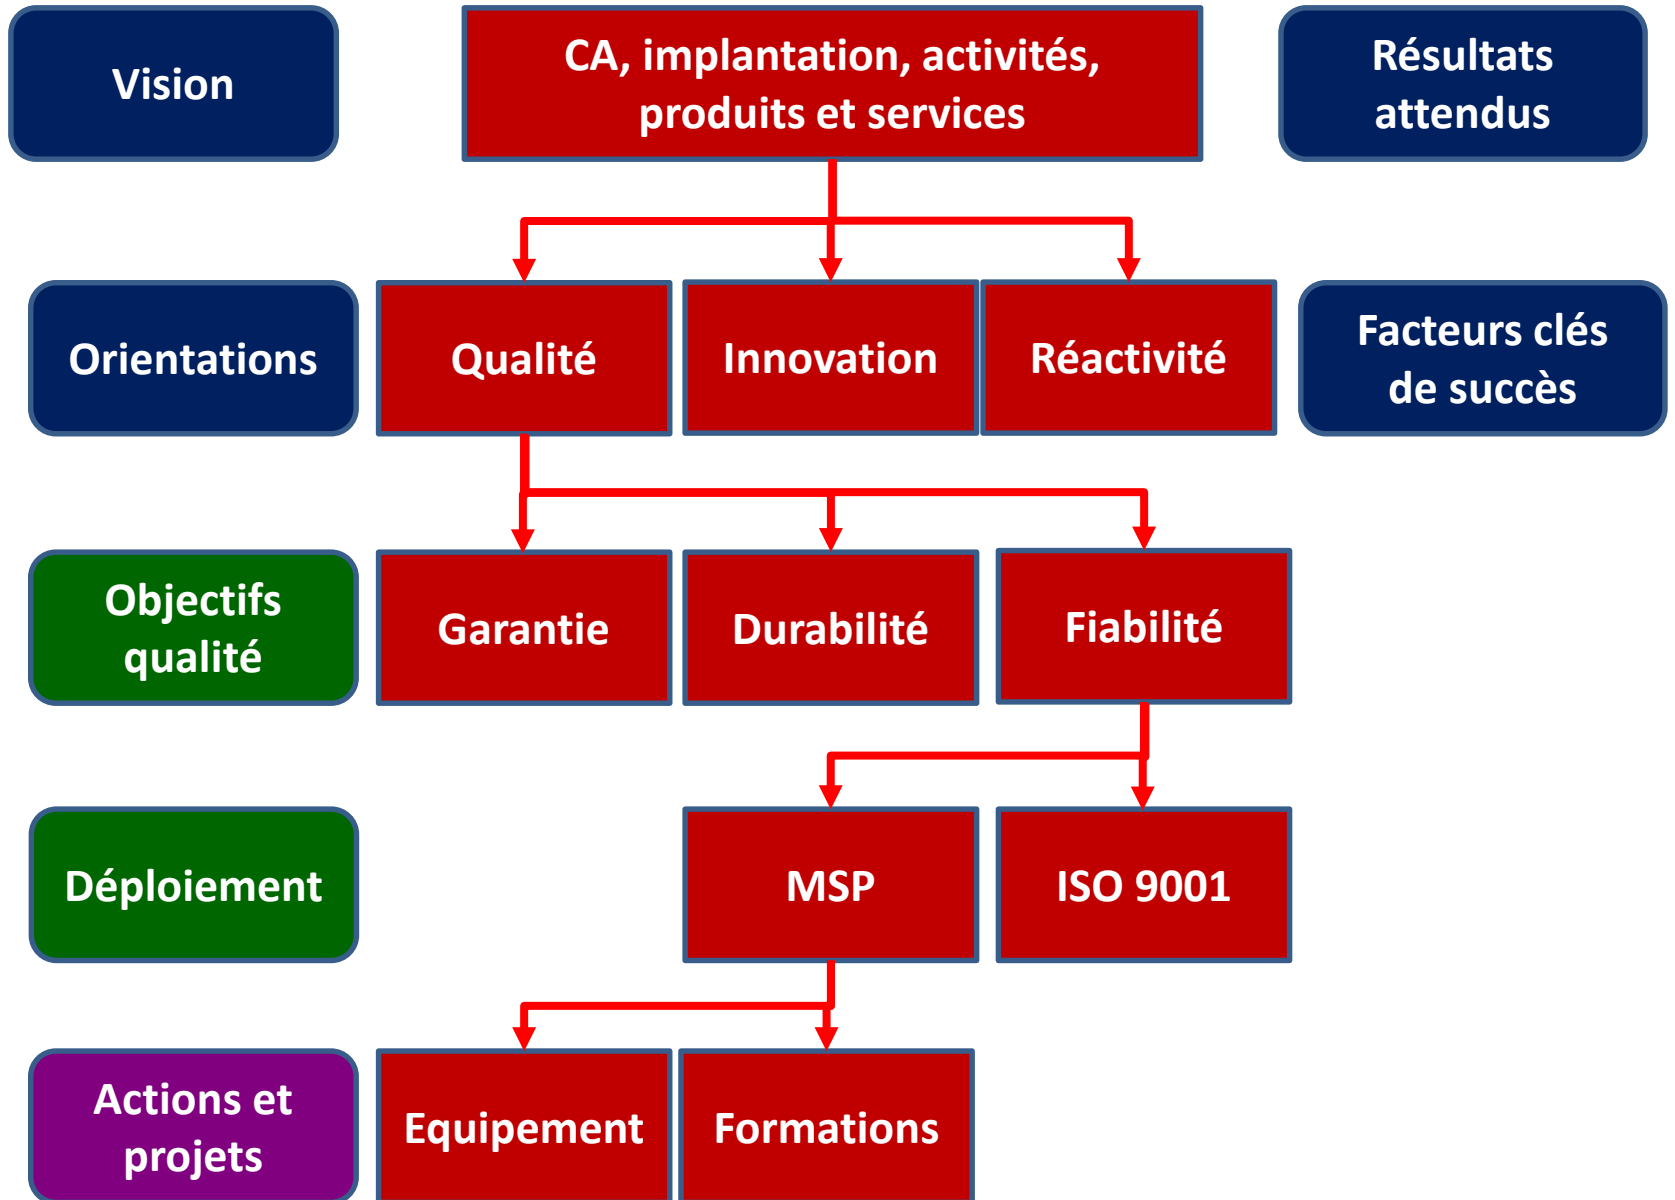 Vision
CA, implantation, activités,
produits et services
Résultats
attendus
Orientations
Qualité
Innovation
Réactivité
Facteurs clés
de succès
Objectifs
qualité
Garantie
Durabilité
Fiabilité
Déploiement
MSP
ISO 9001
Actions et
projets
Equipement
Formations